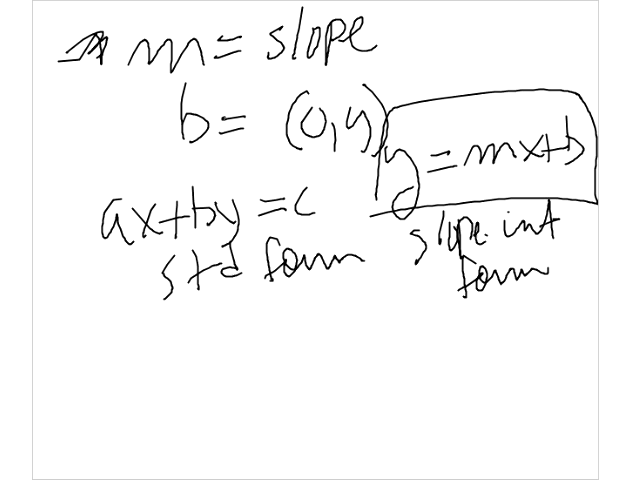 m = slope
b = (0,y)
y = mx+b
ax+by = c
slope int
std form
form